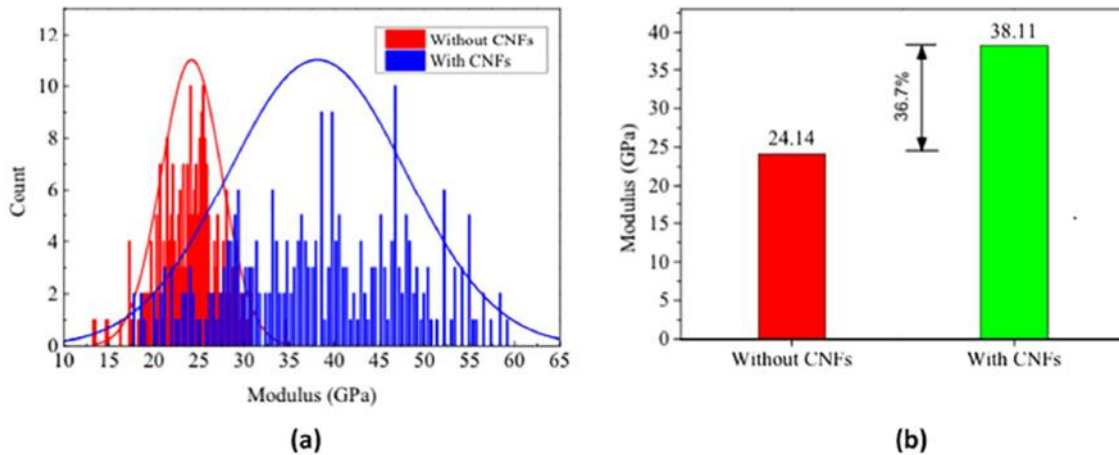 12
10
8
6
4
2
0
Count
Without CNFs
With CNFs
10 15 20 25 30 35 40 45 50 55 60 65
Modulus (GPa)
(a)
40
35
30
25
20
15
10
5
0
Modulus (GPa)
24.14
36.7%
38.11
Without CNFs With CNFs
(b)